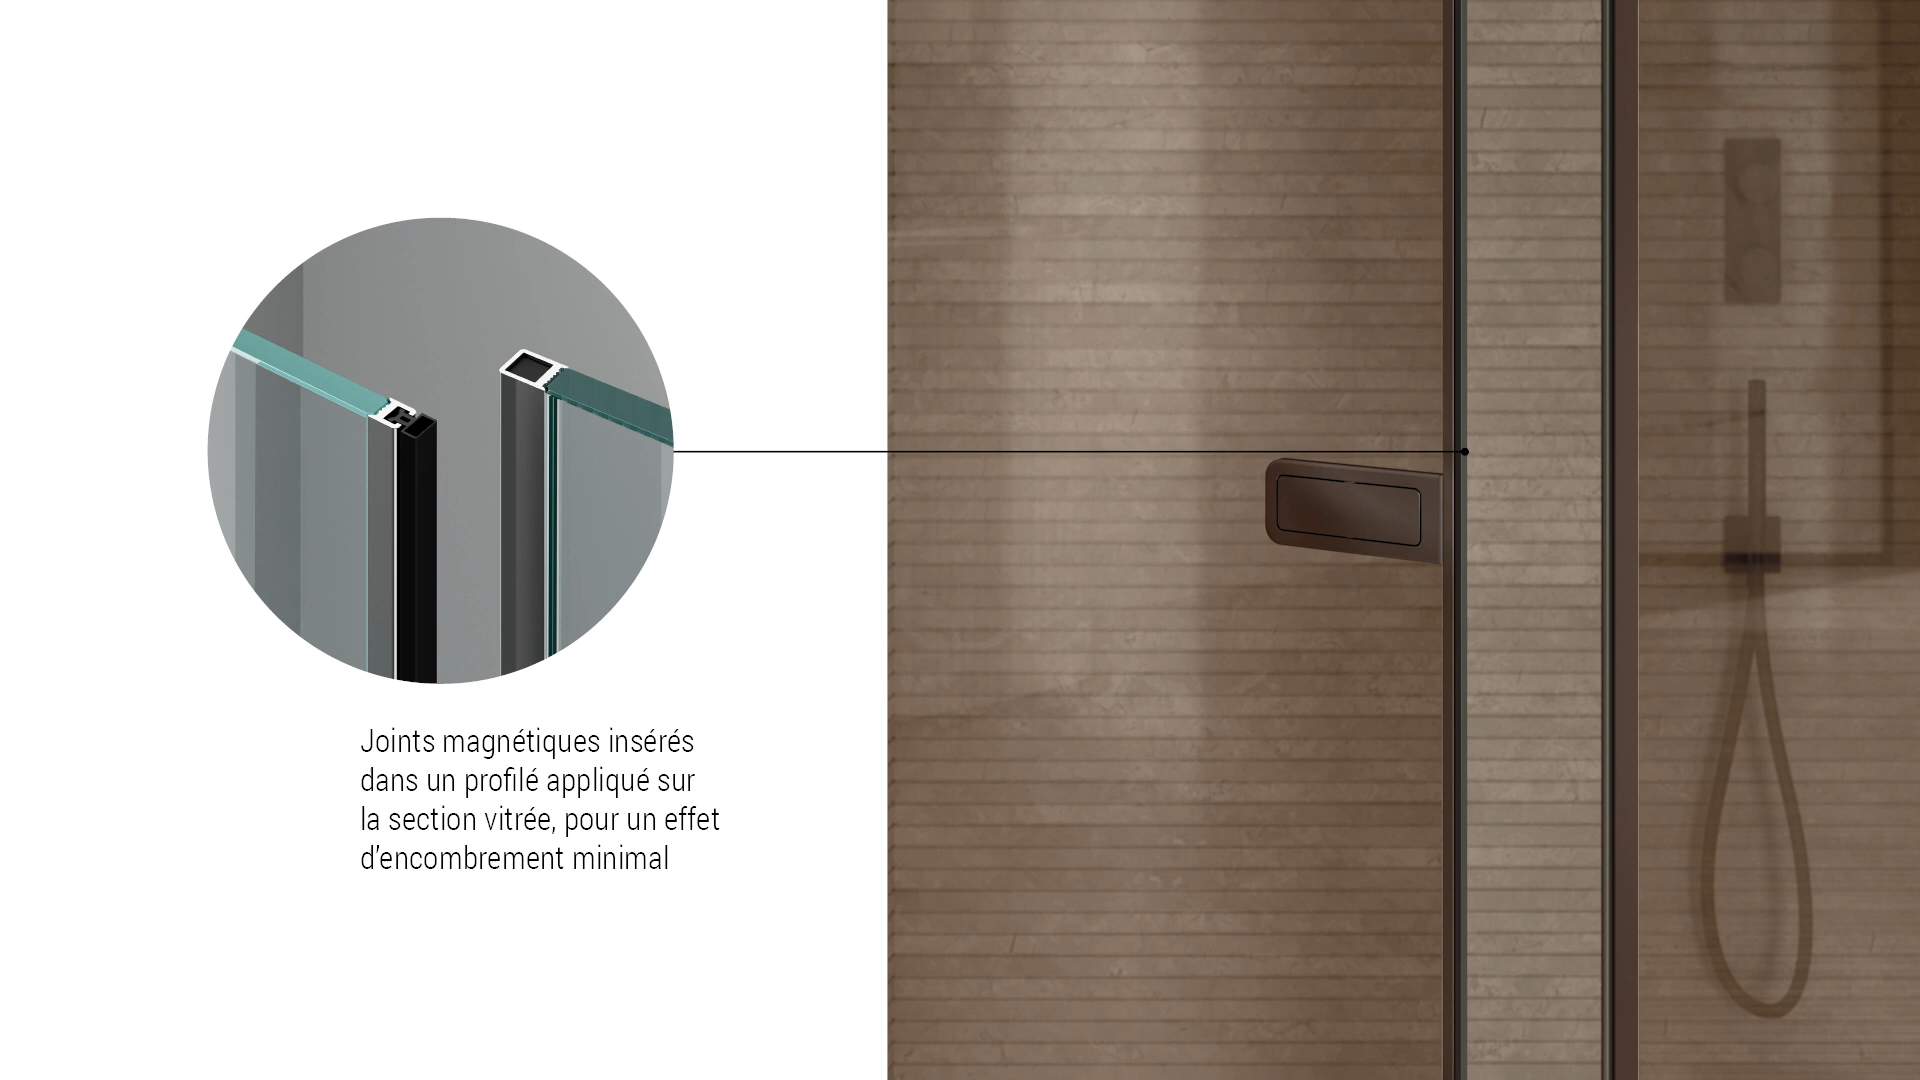 Joints magnétiques insérés
dans un profilé appliqué sur
la section vitrée, pour un effet
d’encombrement minimal